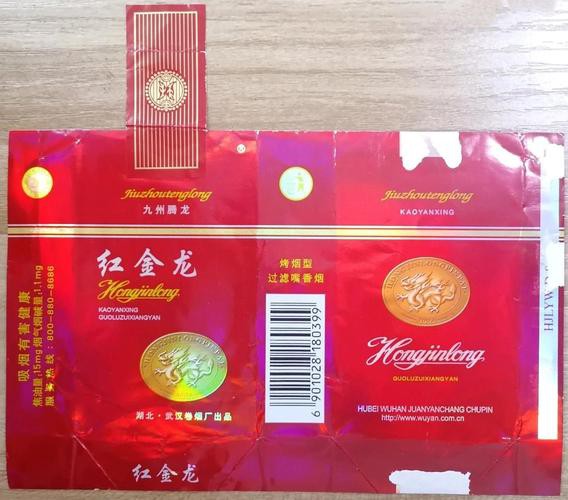 吸烟有害健康
焦油量:15mg 烟气烟碱量:1.1mg
服务热线:800-880-8686
®
Jiuzhoutenglong
九州腾龙
红金龙
Hongjinlong
KAOYANXING
GUOLUZUIXIANGYAN
湖北·武汉卷烟厂出品
红金龙
烤烟型
过滤嘴香烟
6 901028 180399
Jiuzhoutenglong
KAOYANXING
Hongjinlong
GUOLUZUIXIANGYAN
HUBEI WUHAN JUANYANCHANG CHUPIN
http://www.wuyan.com.cn